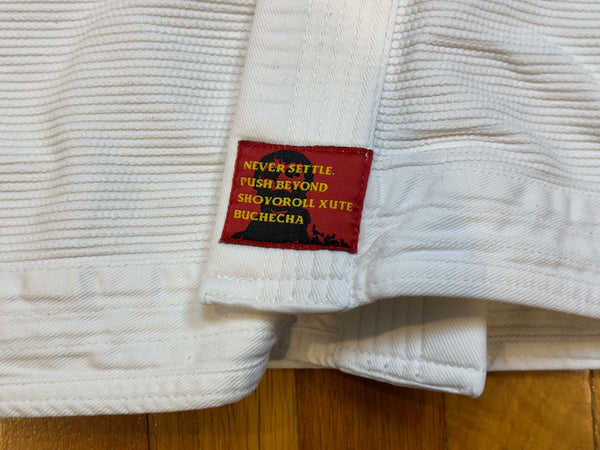 NEVER SETTLE.
PUSH BEYOND
SHOYOROLL XUTE
BUCHECHA